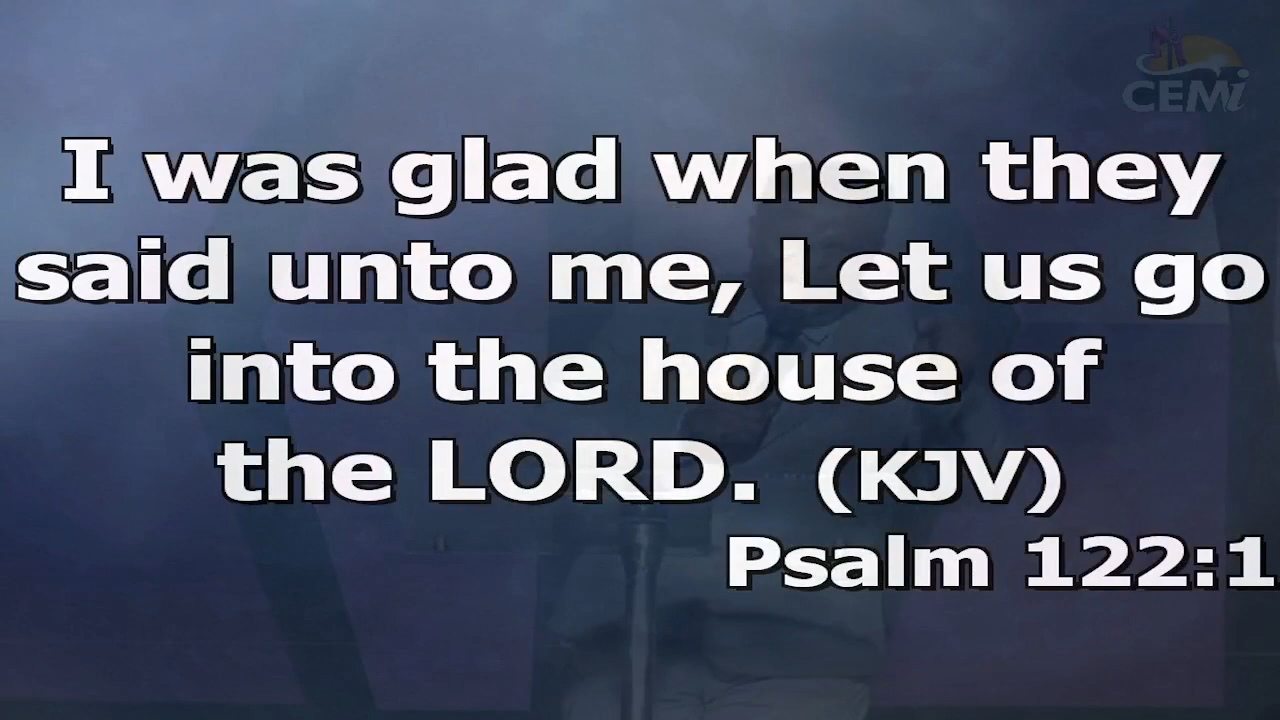 CEMi
I was glad when they
said unto me, Let us go
into the house of
the LORD. (KJV)
Psalm 122:1